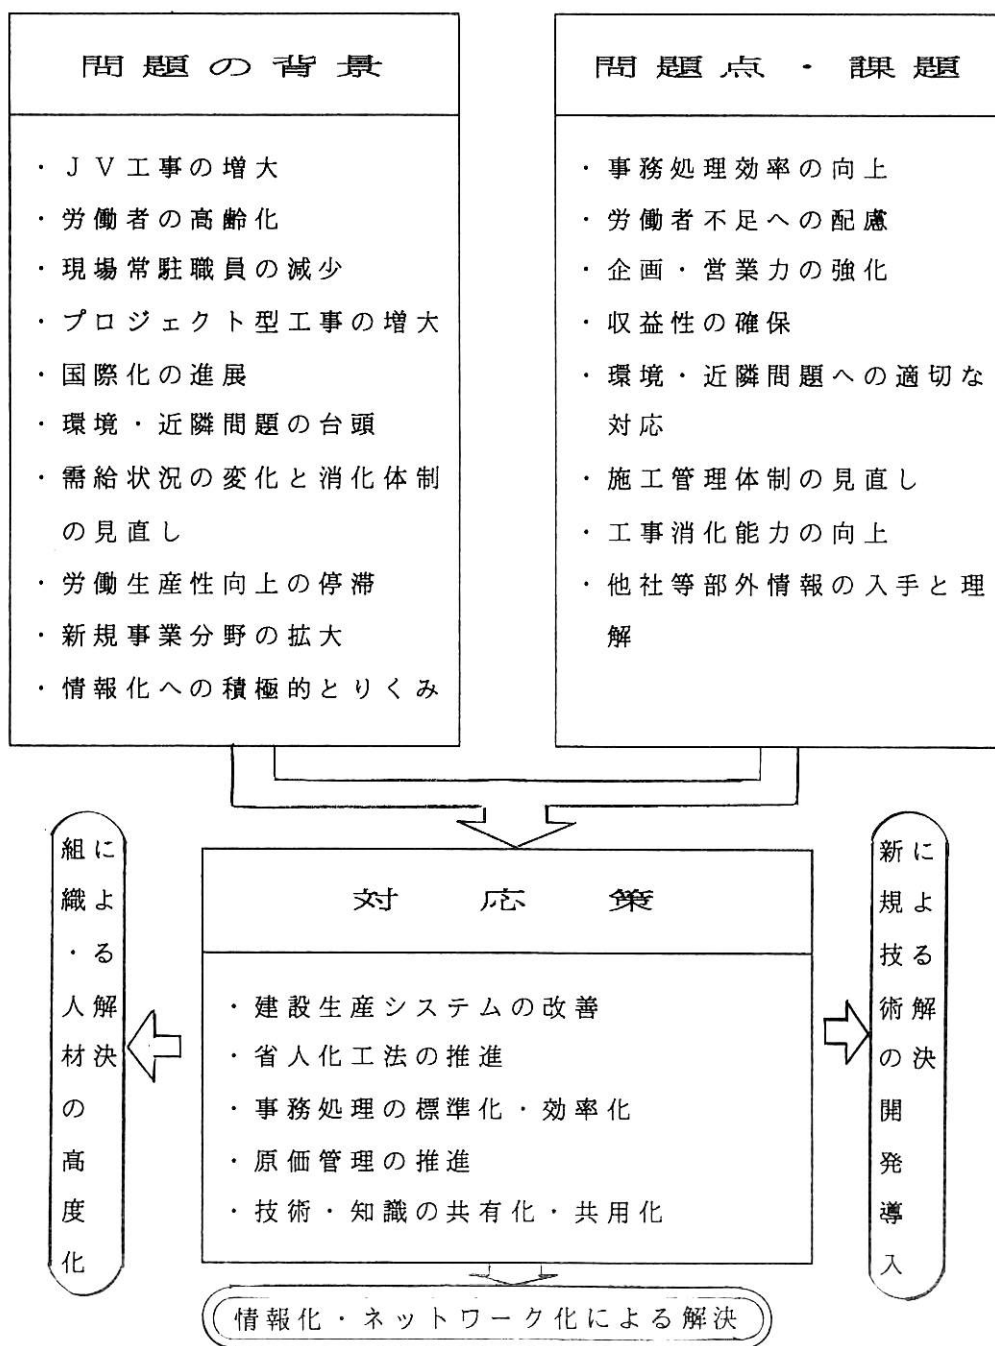 問題の背景
・ＪＶ工事の増大
・労働者の高齢化
・現場常駐職員の減少
・プロジェクト型工事の増大
・国際化の進展
・環境・近隣問題の台頭
・需給状況の変化と消化体制
の見直し
・労働生産性向上の停滞
・新規事業分野の拡大
・情報化への積極的とりくみ
問題点・課題
・事務処理効率の向上
・労働者不足への配慮
・企画・営業力の強化
・収益性の確保
・環境・近隣問題への適切な
対応
・施工管理体制の見直し
・工事消化能力の向上
・他社等部外情報の入手と理
解
対応策
・建設生産システムの改善
・省人化工法の推進
・事務処理の標準化・効率化
・原価管理の推進
・技術・知識の共有化・共用化
組織・人材の高度化
による解決
新規技術の開発導入
による解決
情報化・ネットワーク化による解決